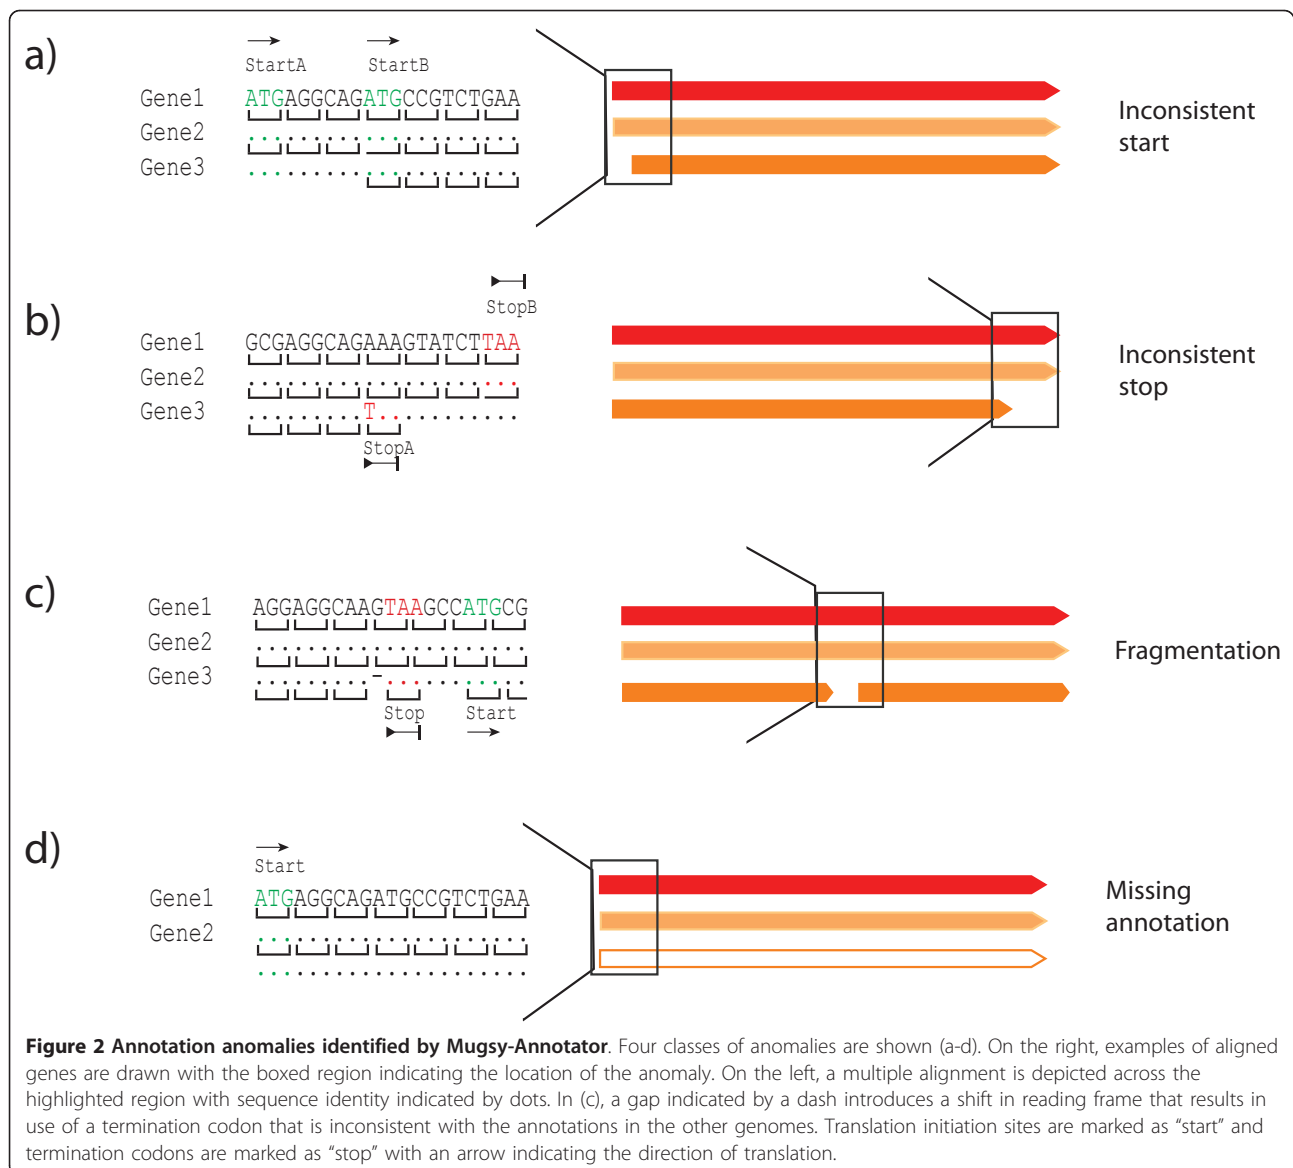 a)
StartA StartB
Gene1 ATGAGGCAGATGCCGTCTGAA
Gene2 .....................
Gene3 .....................
Inconsistent
start
b)
StopB
Gene1 GCGAGGCAGAAAGTATCTTAA
Gene2 .....................
Gene3 .........T...........
StopA
Inconsistent
stop
c)
Gene1 AGGAGGCAAGTAAGCCATGCG
Gene2 .....................
Gene3 .........-...........
Stop Start
Fragmentation
d)
Start
Gene1 ATGAGGCAGATGCCGTCTGAA
Gene2 .....................
.....................
Missing
annotation
Figure 2 Annotation anomalies identified by Mugsy-Annotator. Four classes of anomalies are shown (a-d). On the right, examples of aligned
genes are drawn with the boxed region indicating the location of the anomaly. On the left, a multiple alignment is depicted across the
highlighted region with sequence identity indicated by dots. In (c), a gap indicated by a dash introduces a shift in reading frame that results in
use of a termination codon that is inconsistent with the annotations in the other genomes. Translation initiation sites are marked as “start” and
termination codons are marked as “stop” with an arrow indicating the direction of translation.